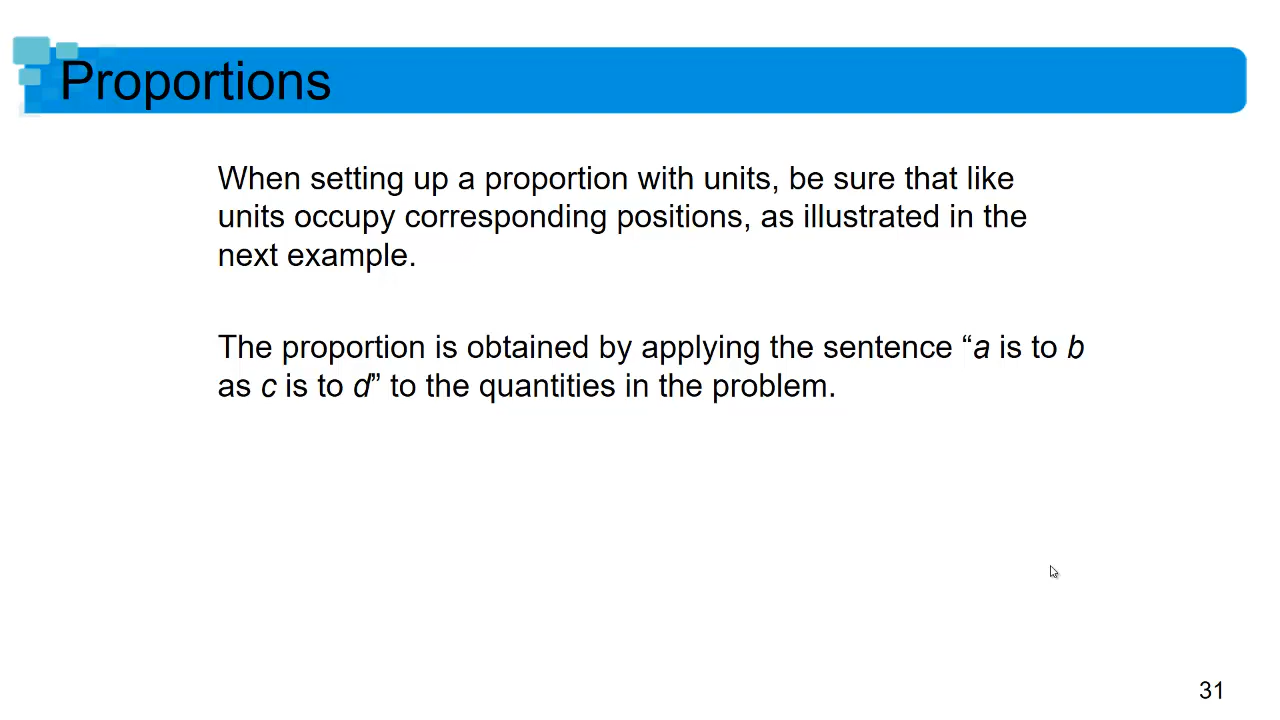 Proportions
When setting up a proportion with units, be sure that like
units occupy corresponding positions, as illustrated in the
next example.
The proportion is obtained by applying the sentence “a is to b
as c is to d” to the quantities in the problem.
31